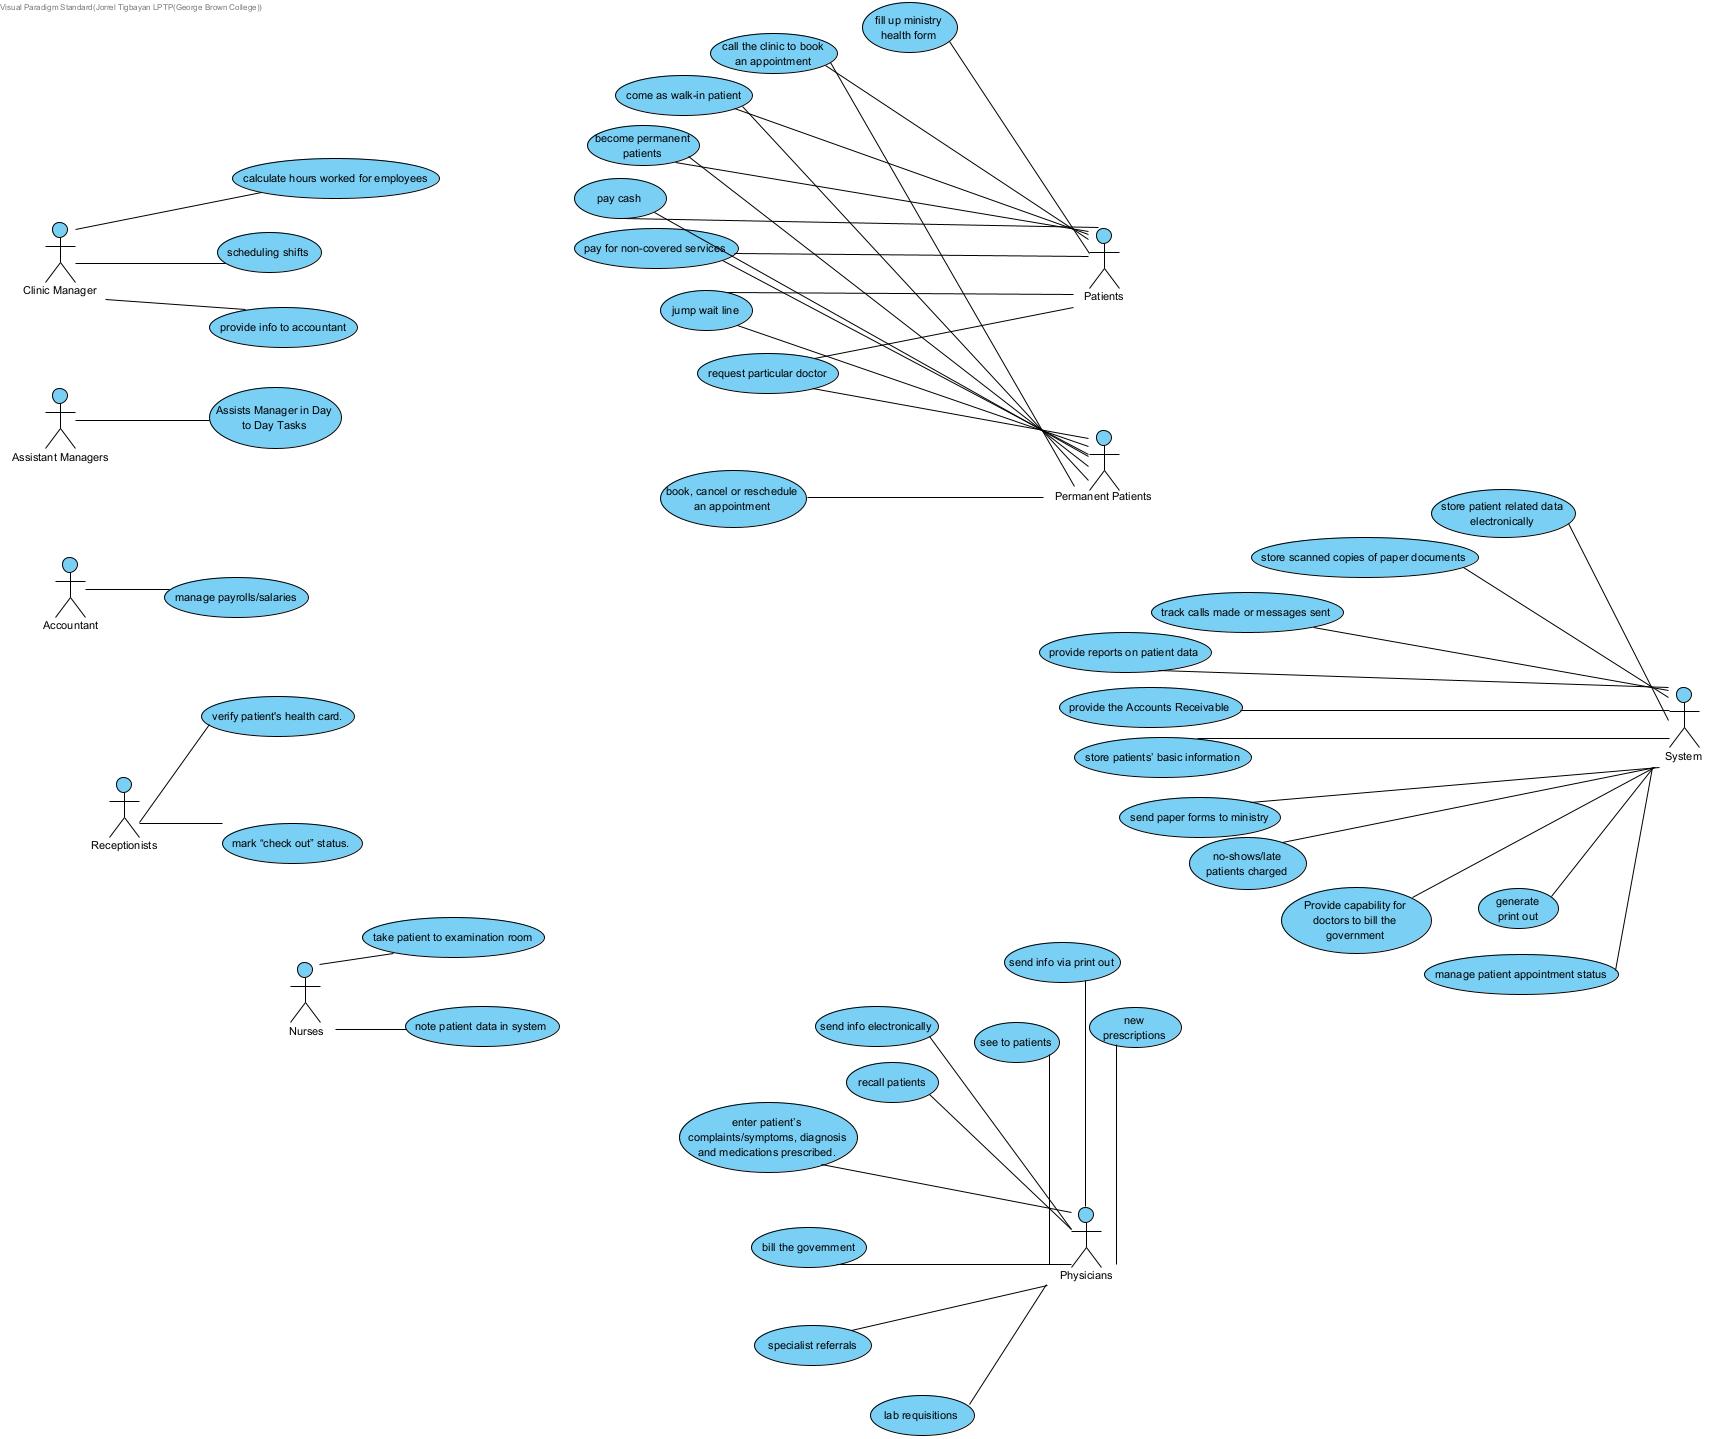 Visual Paradigm Standard(Jorrel Tigbayan LPTP(George Brown College))
fill up ministry
health form
call the clinic to book
an appointment
come as walk-in patient
become permanent
patients
pay cash
pay for non-covered services
jump wait line
request particular doctor
book, cancel or reschedule
an appointment
Patients
Permanent Patients
calculate hours worked for employees
scheduling shifts
provide info to accountant
Clinic Manager
Assists Manager in Day
to Day Tasks
Assistant Managers
manage payrolls/salaries
Accountant
verify patient's health card.
mark “check out” status.
Receptionists
take patient to examination room
note patient data in system
Nurses
store patient related data
electronically
store scanned copies of paper documents
track calls made or messages sent
provide reports on patient data
provide the Accounts Receivable
store patients’ basic information
System
send paper forms to ministry
no-shows/late
patients charged
Provide capability for
doctors to bill the
government
generate
print out
manage patient appointment status
send info via print out
new
prescriptions
send info electronically
see to patients
recall patients
enter patient’s
complaints/symptoms, diagnosis
and medications prescribed.
bill the government
Physicians
specialist referrals
lab requisitions